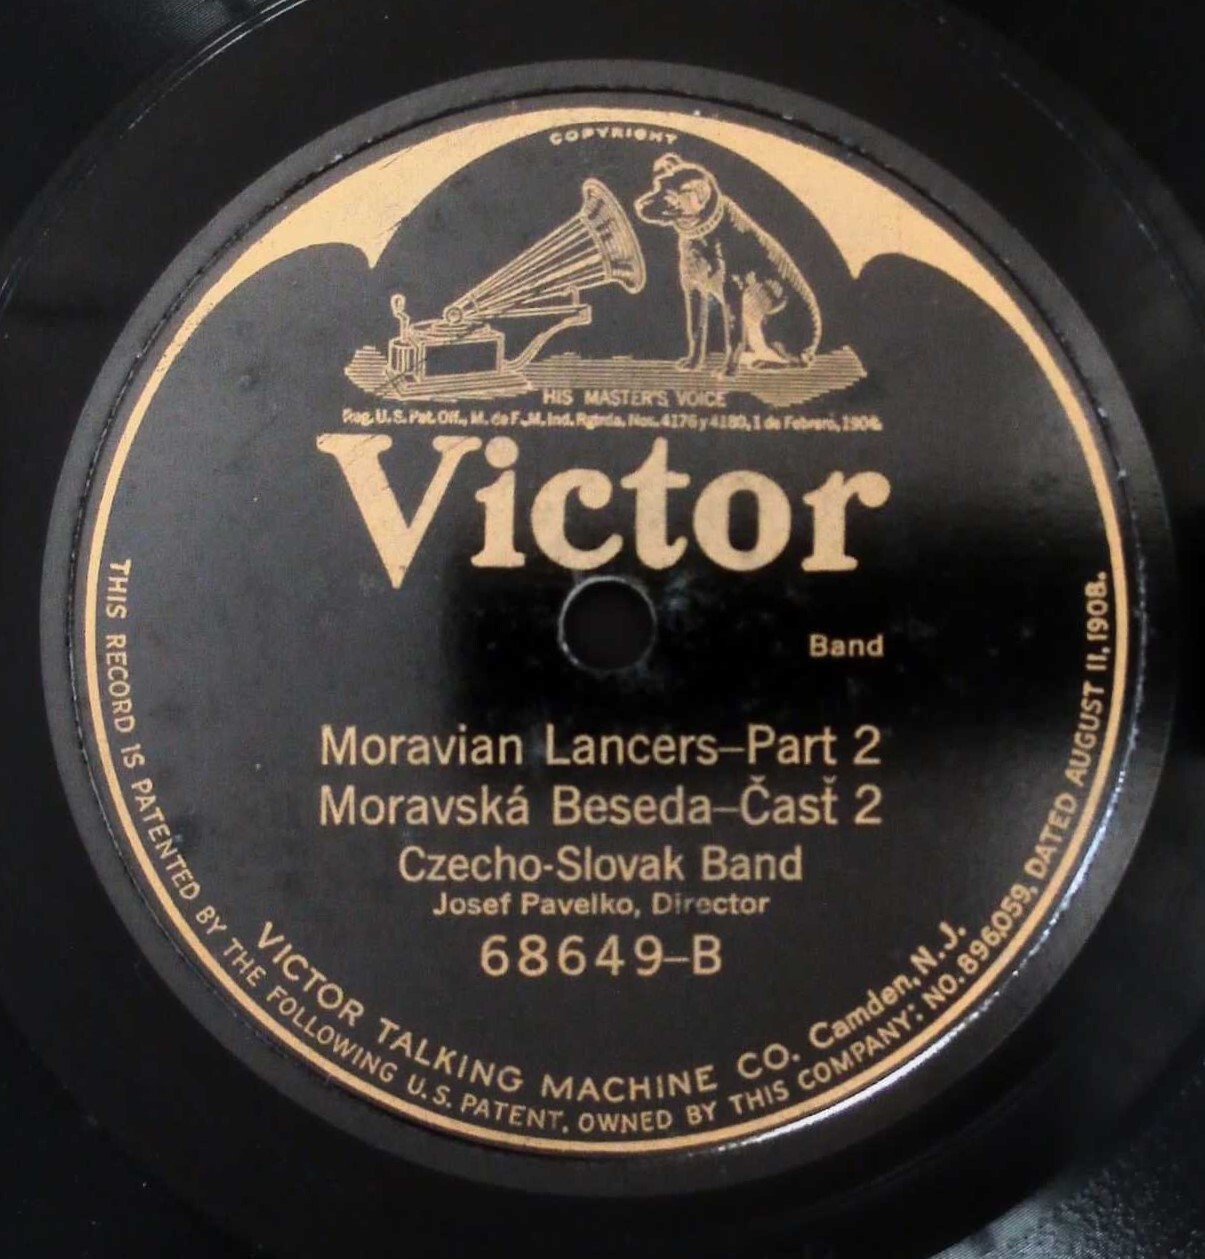 COPYRIGHT
HIS MASTER'S VOICE
Reg. U.S. Pat. Off., M. de F. M. Ind. Rgtrda. Nos. 4176 y 4180, 1 de Febrero, 1908.
Victor
Band
Moravian Lancers–Part 2
Moravská Beseda–Čast̆ 2
Czecho-Slovak Band
Josef Pavelko, Director
68649–B
VICTOR TALKING MACHINE CO. Camden, N.J.
THIS RECORD IS PATENTED BY THE FOLLOWING U.S. PATENT, OWNED BY THIS COMPANY: NO. 896,059, DATED AUGUST 11, 1908.